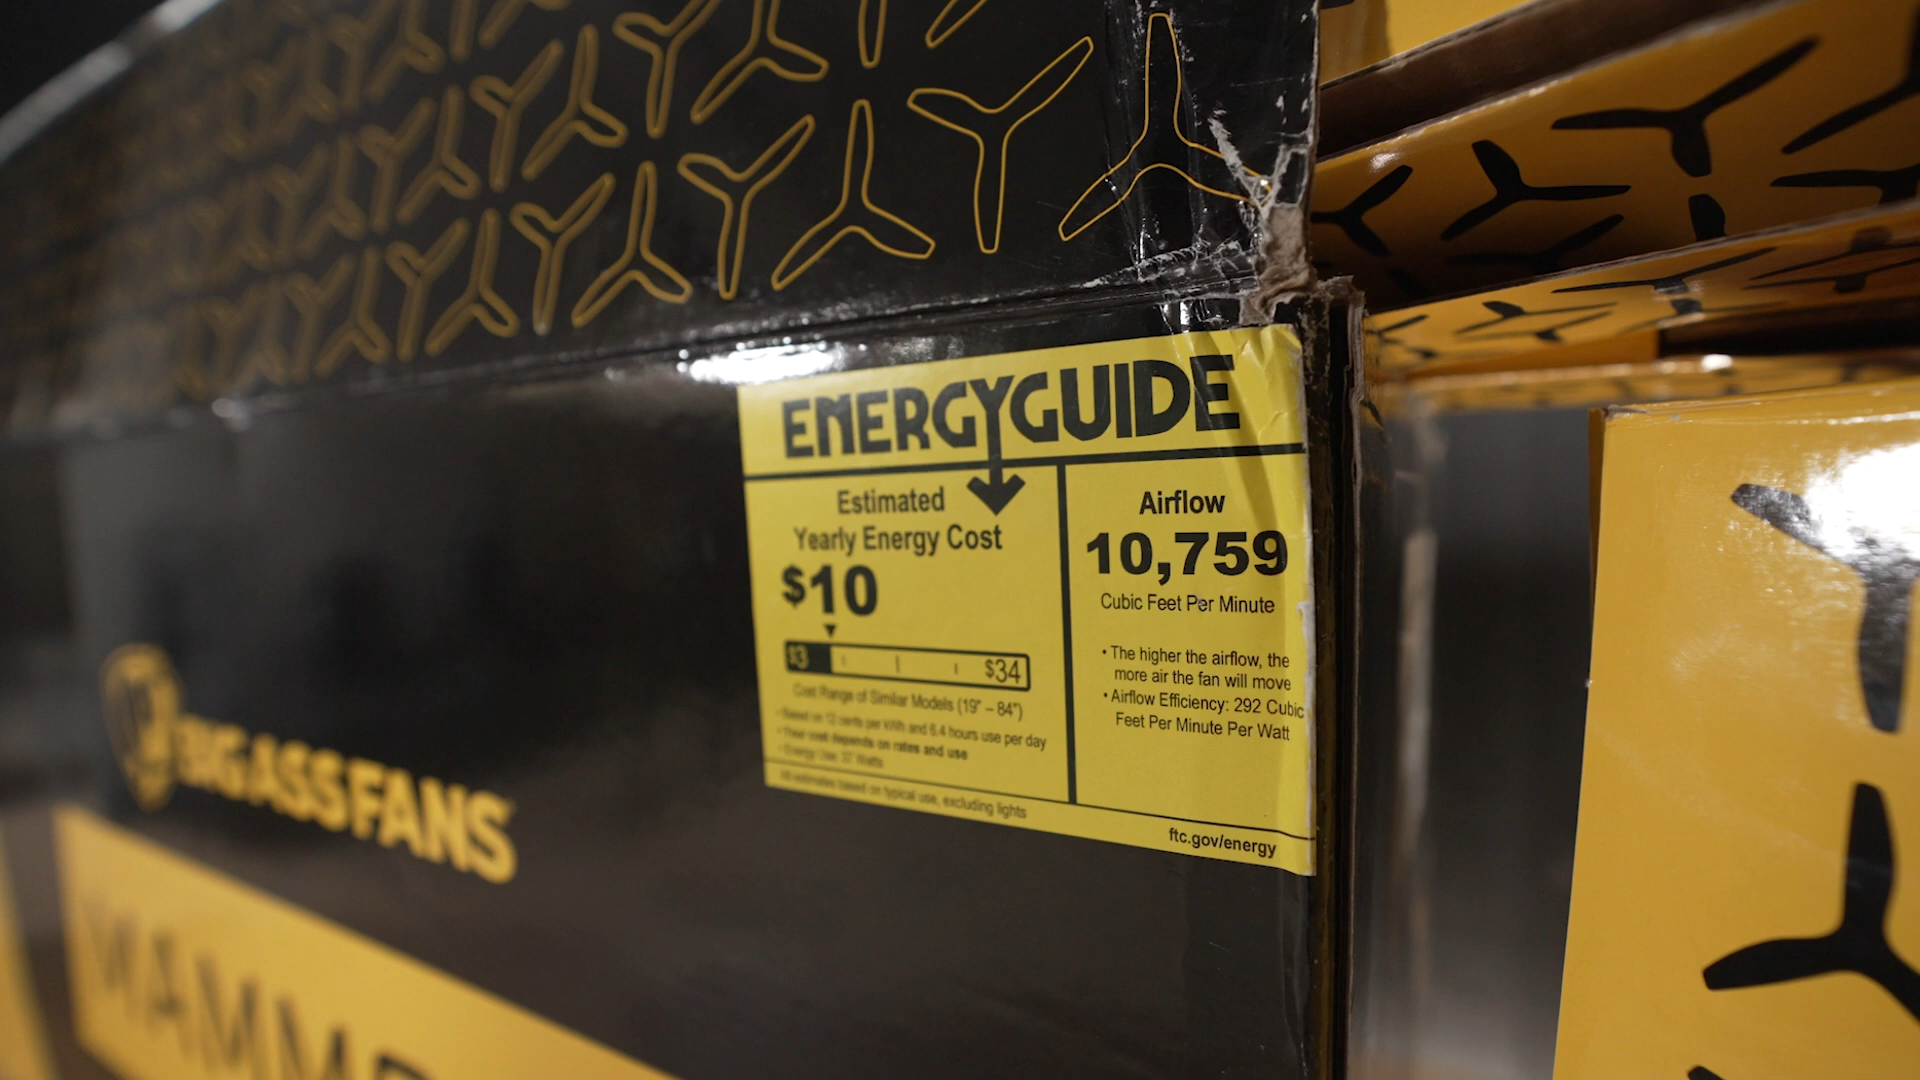 ENERGYGUIDE
Estimated
Yearly Energy Cost
$10
$3 $34
Cost Range of Similar Models (19" – 84")
• Based on 12 cents per kWh and 6.4 hours use per day
• Your cost depends on rates and use
• Energy Use: 37 Watts
All estimates based on typical use, excluding lights
Airflow
10,759
Cubic Feet Per Minute
• The higher the airflow, the
more air the fan will move
• Airflow Efficiency: 292 Cubic
Feet Per Minute Per Watt
ftc.gov/energy
BIGASSFANS